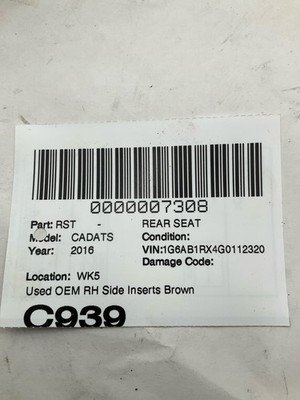 0000007308
Part: RST - REAR SEAT
Model: CADATS Condition:
Year: 2016 VIN:1G6AB1RX4G0112320
Damage Code:
Location: WK5
Used OEM RH Side Inserts Brown
C939